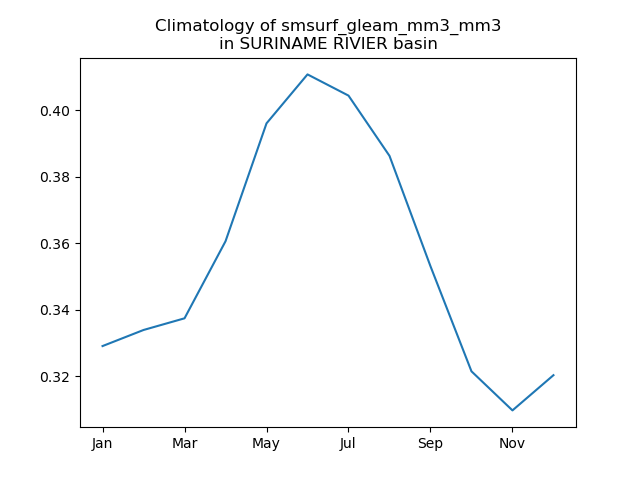 Climatology of smsurf_gleam_mm3_mm3
in SURINAME RIVIER basin
0.40
0.38
0.36
0.34
0.32
Jan Mar May Jul Sep Nov